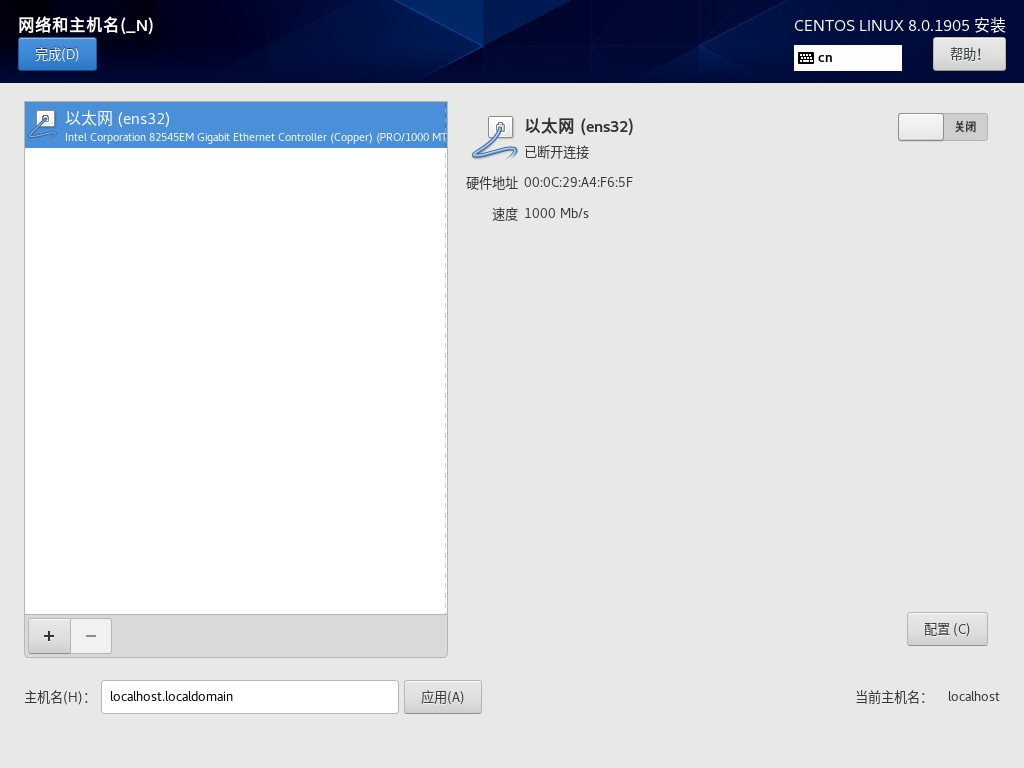 网络和主机名(_N)
CENTOS LINUX 8.0.1905 安装
完成(D)
cn
帮助!
以太网 (ens32)
Intel Corporation 82545EM Gigabit Ethernet Controller (Copper) (PRO/1000 MT
以太网 (ens32)
关闭
已断开连接
硬件地址 00:0C:29:A4:F6:5F
速度 1000 Mb/s
+ −
配置 (C)
主机名(H): localhost.localdomain 应用(A)
当前主机名: localhost